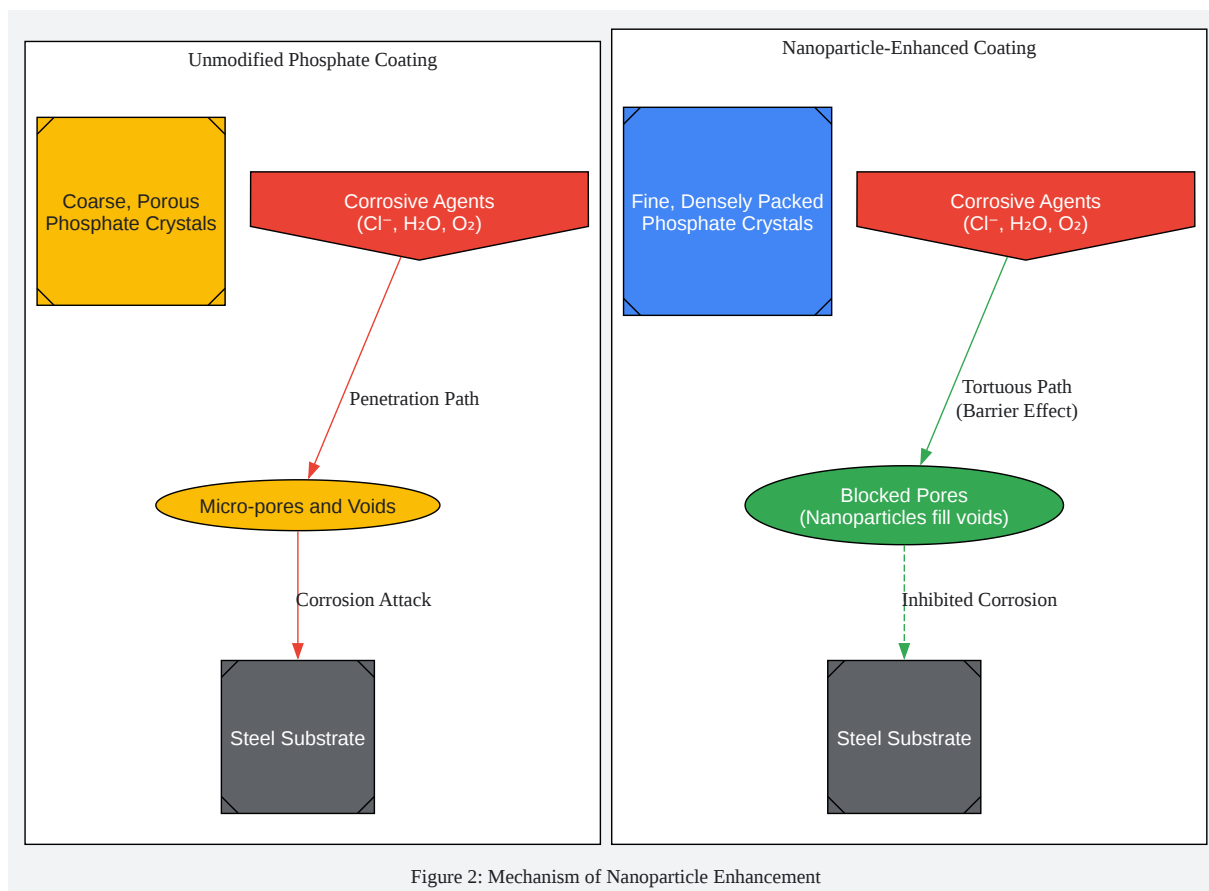 Unmodified Phosphate Coating
Coarse, Porous
Phosphate Crystals
Corrosive Agents
(Cl⁻, H₂O, O₂)
Penetration Path
Micro-pores and Voids
Corrosion Attack
Steel Substrate
Nanoparticle-Enhanced Coating
Fine, Densely Packed
Phosphate Crystals
Corrosive Agents
(Cl⁻, H₂O, O₂)
Tortuous Path
(Barrier Effect)
Blocked Pores
(Nanoparticles fill voids)
Inhibited Corrosion
Steel Substrate
Figure 2: Mechanism of Nanoparticle Enhancement